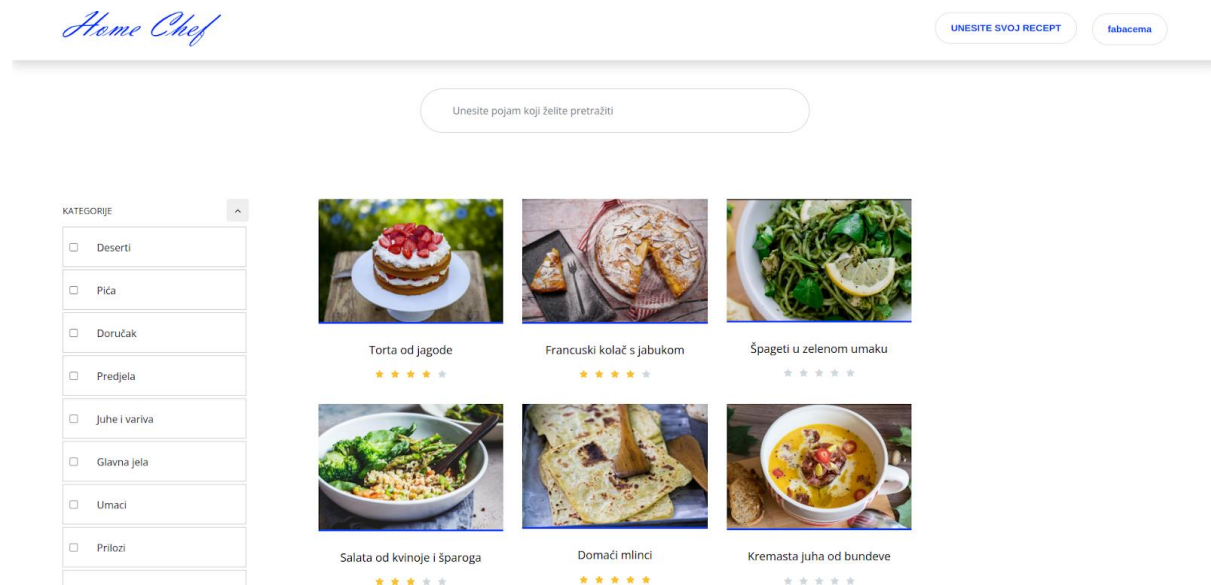 Home Chef
UNESITE SVOJ RECEPT
fabacema
Unesite pojam koji želite pretražiti
KATEGORIJE
Deserti
Pića
Doručak
Predjela
Juhe i variva
Glavna jela
Umaci
Prilozi
Torta od jagode
Francuski kolač s jabukom
Špageti u zelenom umaku
Salata od kvinoje i šparoga
Domaći mlinci
Kremasta juha od bundeve